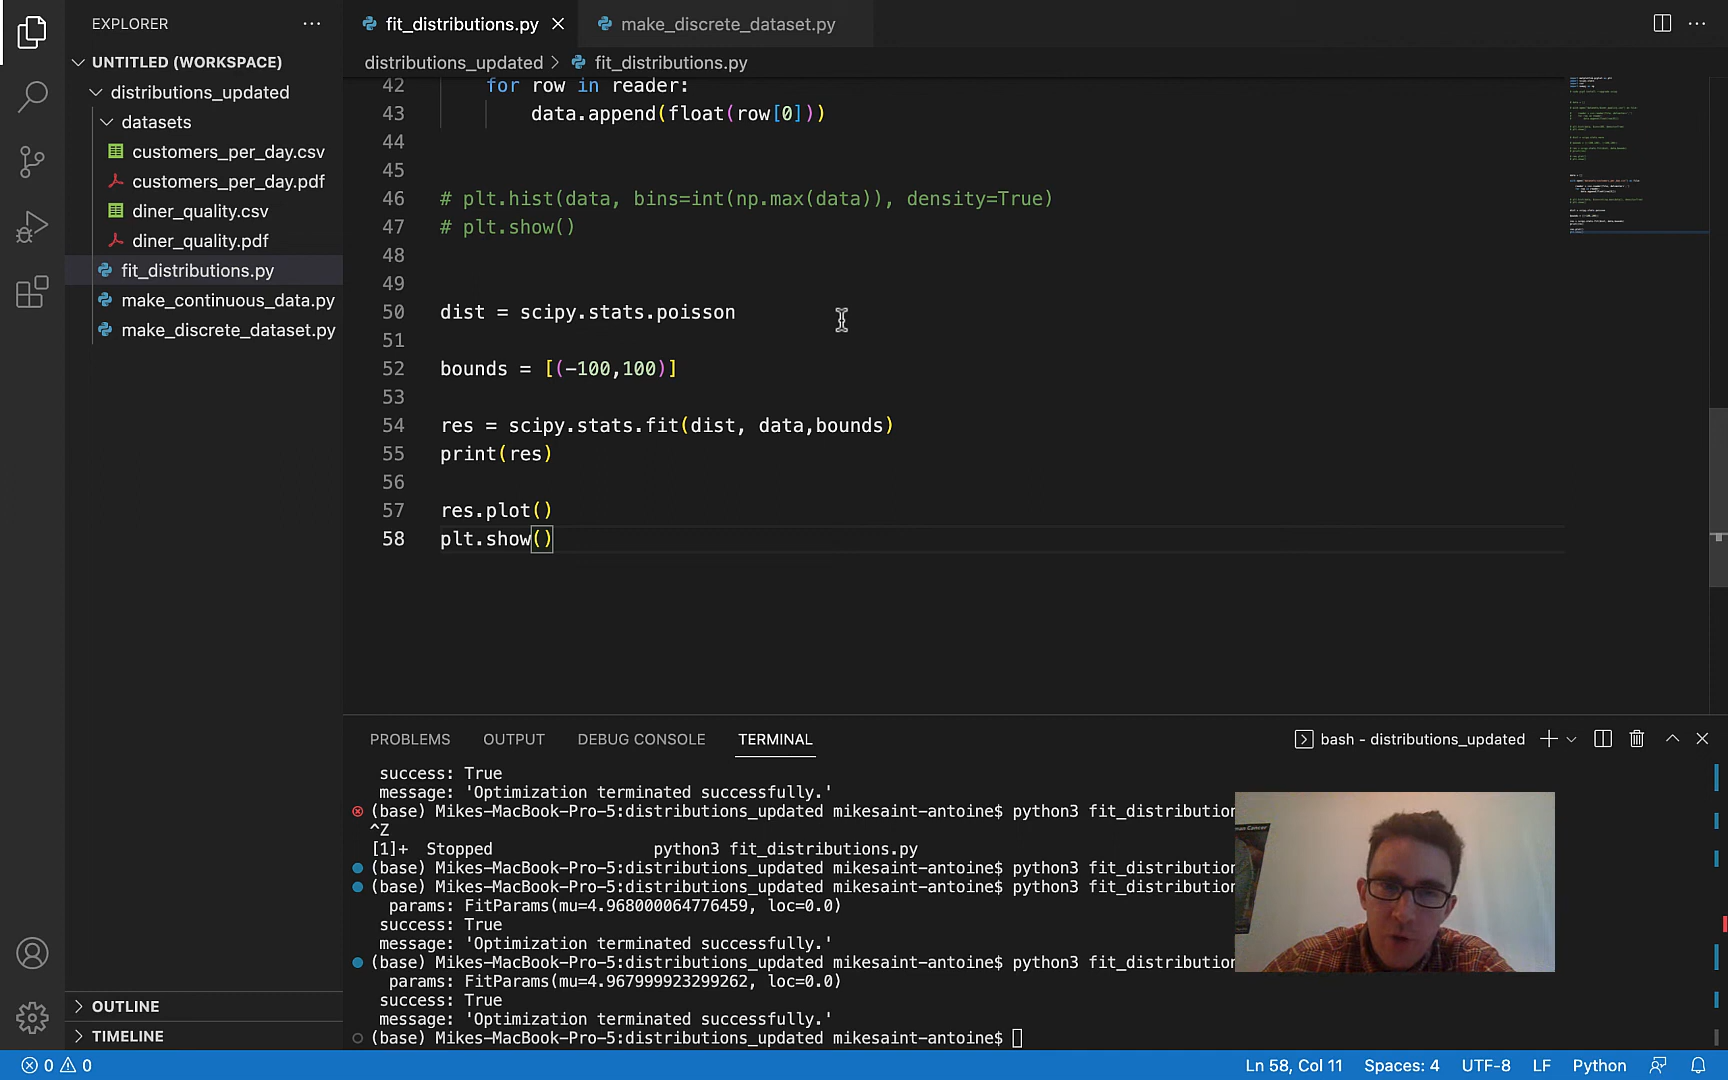 EXPLORER
UNTITLED (WORKSPACE)
distributions_updated
datasets
customers_per_day.csv
customers_per_day.pdf
diner_quality.csv
diner_quality.pdf
fit_distributions.py
make_continuous_data.py
make_discrete_dataset.py
OUTLINE
TIMELINE
fit_distributions.py
make_discrete_dataset.py
distributions_updated > fit_distributions.py
42 for row in reader:
43 data.append(float(row[0]))
44
45
46 # plt.hist(data, bins=int(np.max(data)), density=True)
47 # plt.show()
48
49
50 dist = scipy.stats.poisson
51
52 bounds = [(-100,100)]
53
54 res = scipy.stats.fit(dist, data,bounds)
55 print(res)
56
57 res.plot()
58 plt.show()
PROBLEMS OUTPUT DEBUG CONSOLE TERMINAL
bash - distributions_updated
success: True
message: 'Optimization terminated successfully.'
(base) Mikes-MacBook-Pro-5:distributions_updated mikesaint-antoine$ python3 fit_distribution
^Z
[1]+ Stopped python3 fit_distributions.py
(base) Mikes-MacBook-Pro-5:distributions_updated mikesaint-antoine$ python3 fit_distribution
(base) Mikes-MacBook-Pro-5:distributions_updated mikesaint-antoine$ python3 fit_distribution
params: FitParams(mu=4.968000064776459, loc=0.0)
success: True
message: 'Optimization terminated successfully.'
(base) Mikes-MacBook-Pro-5:distributions_updated mikesaint-antoine$ python3 fit_distribution
params: FitParams(mu=4.967999923299262, loc=0.0)
success: True
message: 'Optimization terminated successfully.'
(base) Mikes-MacBook-Pro-5:distributions_updated mikesaint-antoine$
0 0
Ln 58, Col 11 Spaces: 4 UTF-8 LF Python